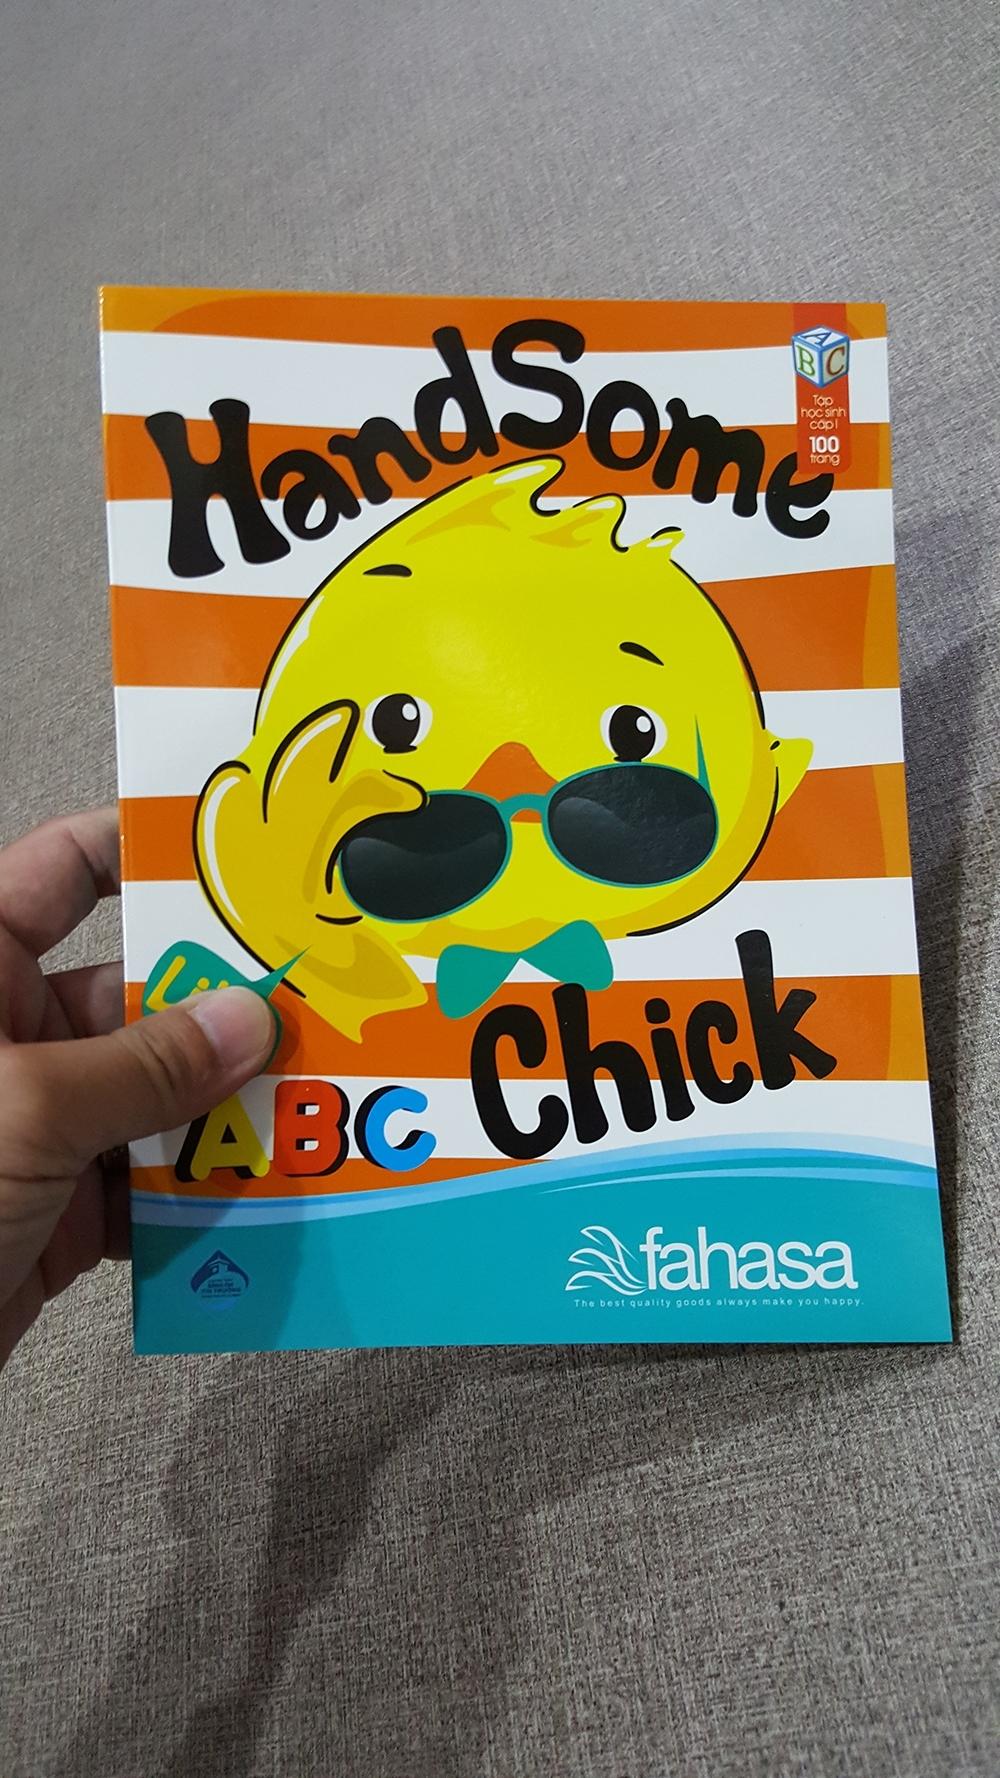 HandSome
A
B C
Tập
học sinh
cấp I
100
trang
Chick
ABC
fahasa
The best quality goods always make you happy.